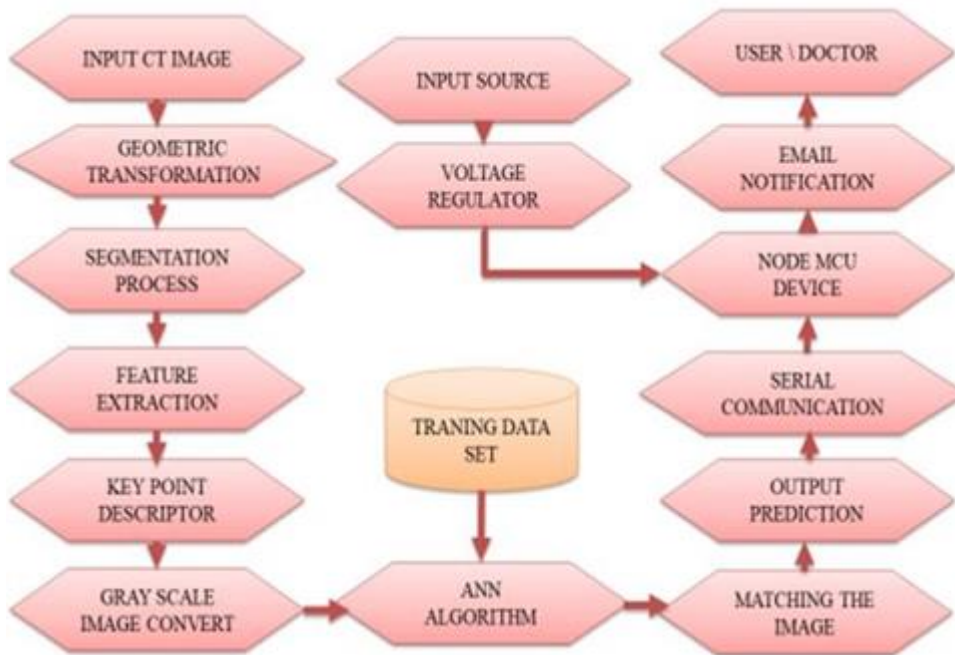 INPUT CT IMAGE
GEOMETRIC
TRANSFORMATION
SEGMENTATION
PROCESS
FEATURE
EXTRACTION
KEY POINT
DESCRIPTOR
GRAY SCALE
IMAGE CONVERT
INPUT SOURCE
VOLTAGE
REGULATOR
TRANING DATA
SET
ANN
ALGORITHM
USER \ DOCTOR
EMAIL
NOTIFICATION
NODE MCU
DEVICE
SERIAL
COMMUNICATION
OUTPUT
PREDICTION
MATCHING THE
IMAGE